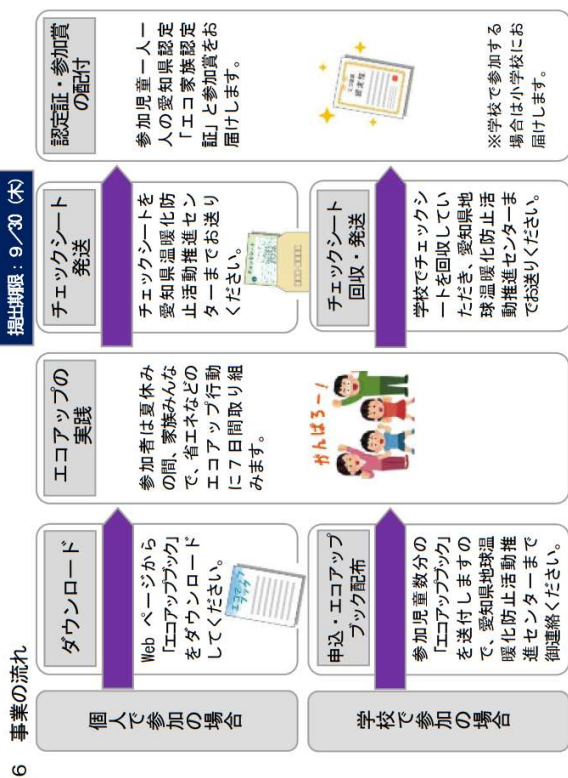 6 事業の流れ
提出期限：9／30（木）
個人で参加の場合
ダウンロード
Web ページから
「エコアップブック」
をダウンロード
してください。
エコアップ
ブック
エコアップの
実践
参加者は夏休み
の間、家族みんな
で、省エネなどの
エコアップ行動
に７日間取り組
みます。
がんばろー！
チェックシート
発送
チェックシートを
愛知県温暖化防
止活動推進セン
ターまでお送り
ください。
認定証・参加賞
の配付
参加児童一人一
人の愛知県認定
「エコ家族認定
証」と参加賞をお
届けします。
認定証
※学校で参加する
場合は小学校にお
届けします。
学校で参加の場合
申込・エコアップ
ブック配布
参加児童数分の
「エコアップブック」
を送付しますの
で、愛知県地球温
暖化防止活動推
進センターまで
御連絡ください。
チェックシート
回収・発送
学校でチェックシ
ートを回収してい
ただき、愛知県地
球温暖化防止活
動推進センターま
でお送りください。